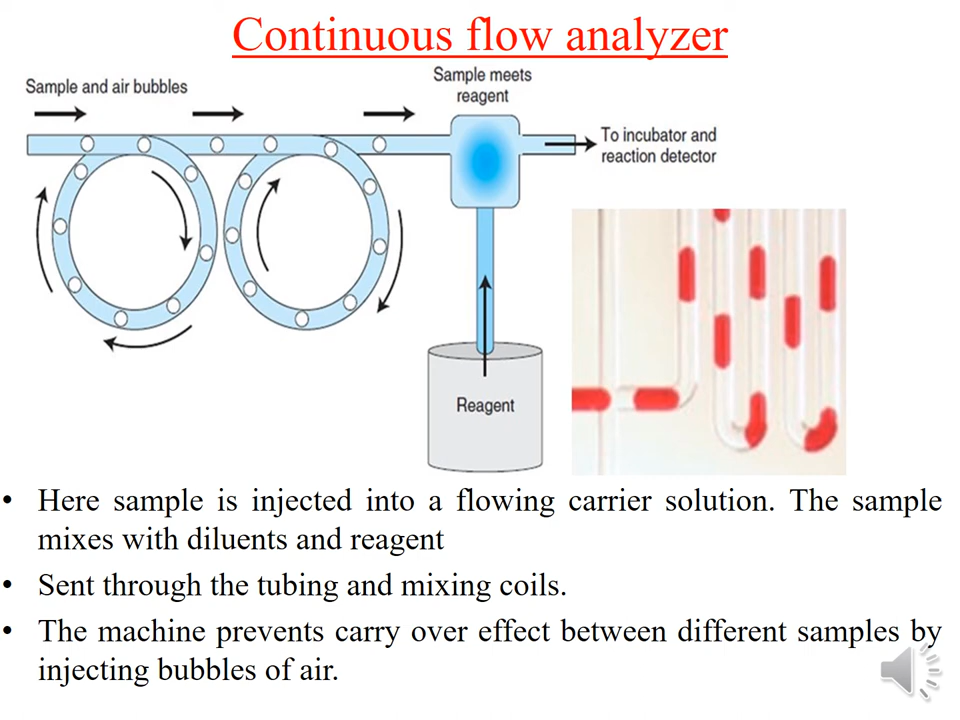 Continuous flow analyzer
Sample and air bubbles
Sample meets
reagent
To incubator and
reaction detector
Reagent
• Here sample is injected into a flowing carrier solution. The sample
mixes with diluents and reagent
• Sent through the tubing and mixing coils.
• The machine prevents carry over effect between different samples by
injecting bubbles of air.